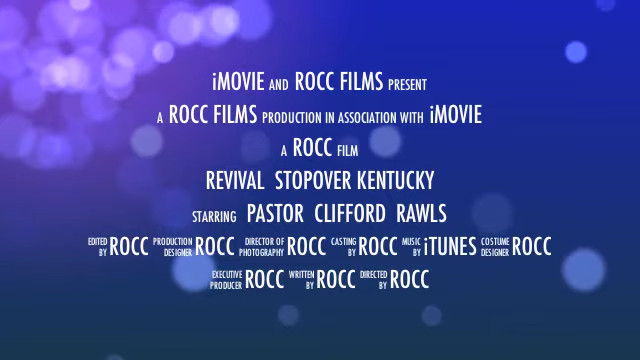 iMOVIE AND ROCC FILMS PRESENT
A ROCC FILMS PRODUCTION IN ASSOCIATION WITH iMOVIE
A ROCC FILM
REVIVAL STOPOVER KENTUCKY
STARRING PASTOR CLIFFORD RAWLS
EDITED BY ROCC PRODUCTION DESIGNER ROCC DIRECTOR OF PHOTOGRAPHY ROCC CASTING BY ROCC MUSIC BY iTUNES COSTUME DESIGNER ROCC
EXECUTIVE PRODUCER ROCC WRITTEN BY ROCC DIRECTED BY ROCC